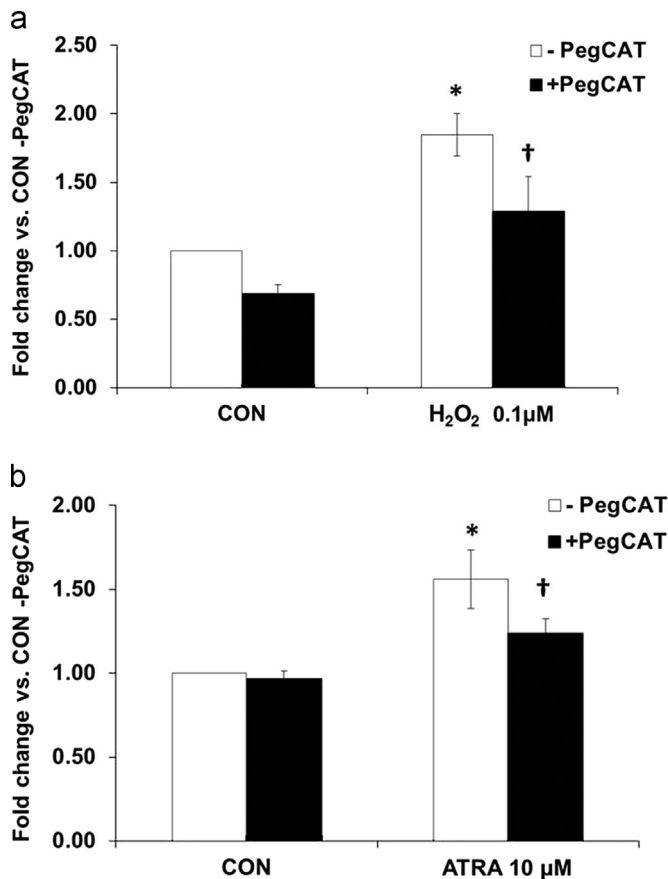 a
Fold change vs. CON -PegCAT
2.50
2.00
1.50
1.00
0.50
0.00
- PegCAT
+PegCAT
*
†
CON
H₂O₂ 0.1µM
b
Fold change vs. CON -PegCAT
2.00
1.50
1.00
0.50
0.00
- PegCAT
+PegCAT
*
†
CON
ATRA 10 µM